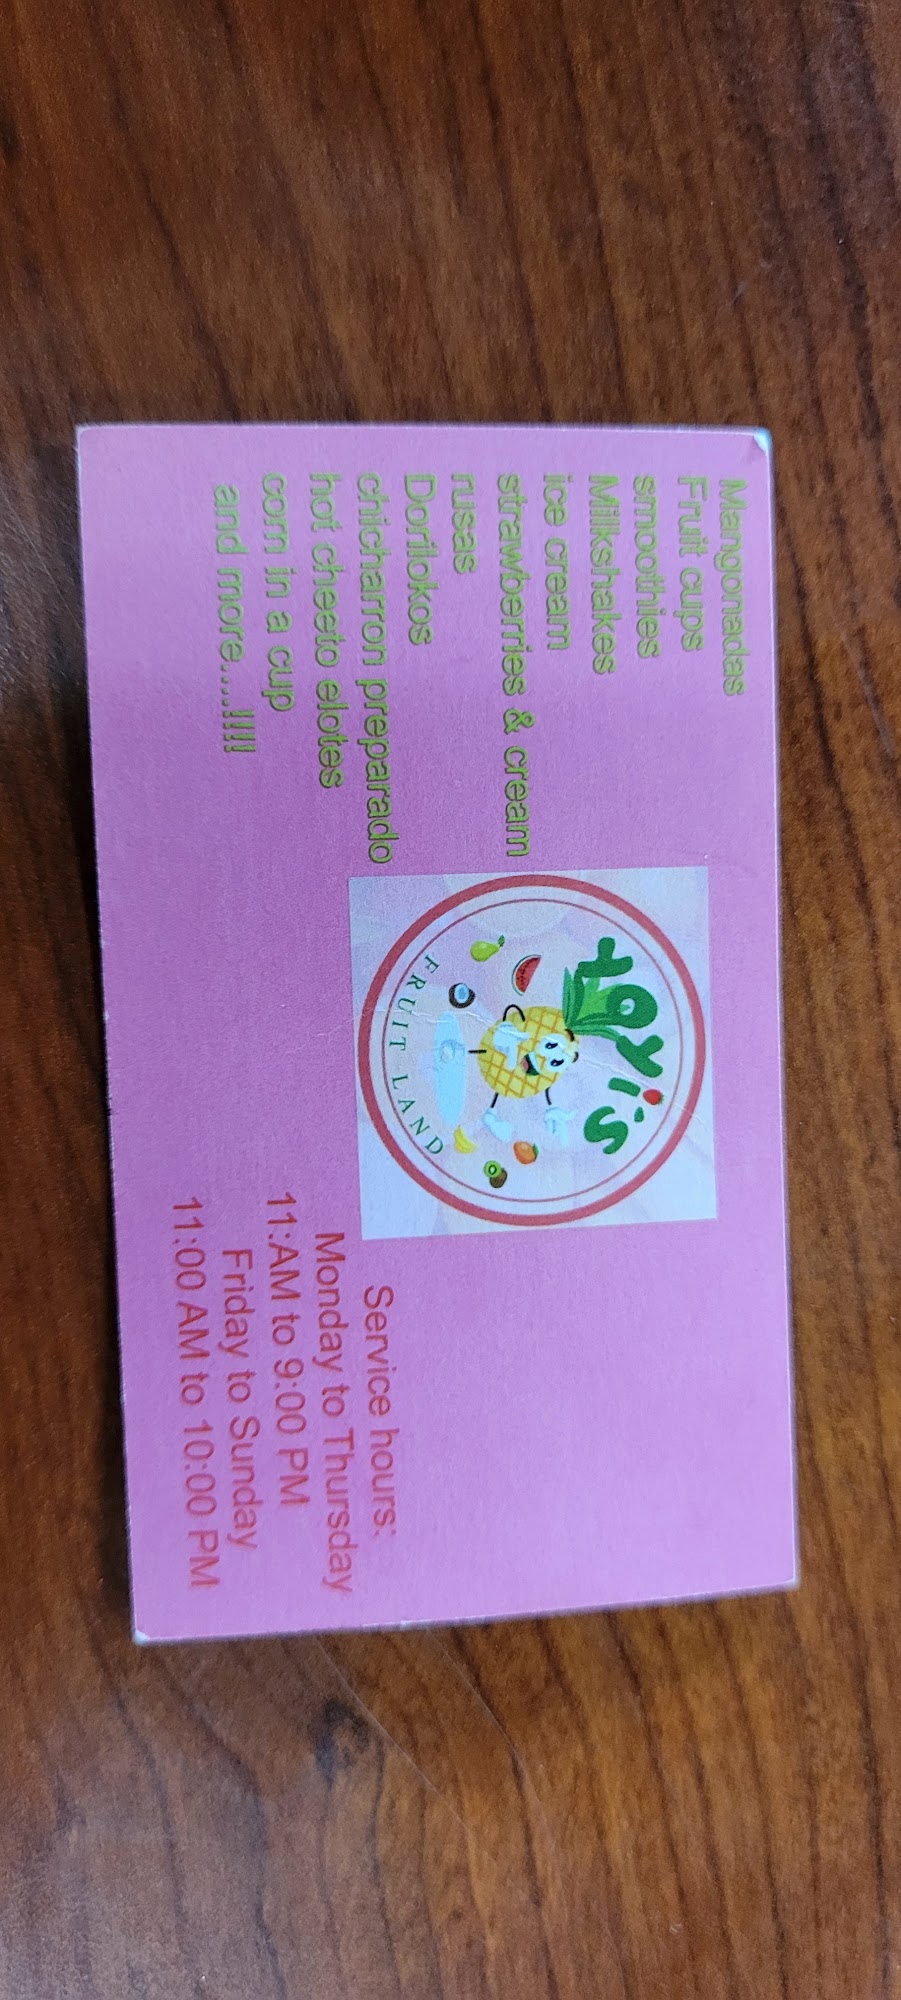 Mangonadas
Fruit cups
smoothies
Milkshakes
ice cream
strawberries & cream
rusas
Dorilokos
chicharron preparado
hot cheeto elotes
corn in a cup
and more....!!!!!
FRUIT LAND
Service hours:
Monday to Thursday
11:AM to 9:00 PM
Friday to Sunday
11:00 AM to 10:00 PM